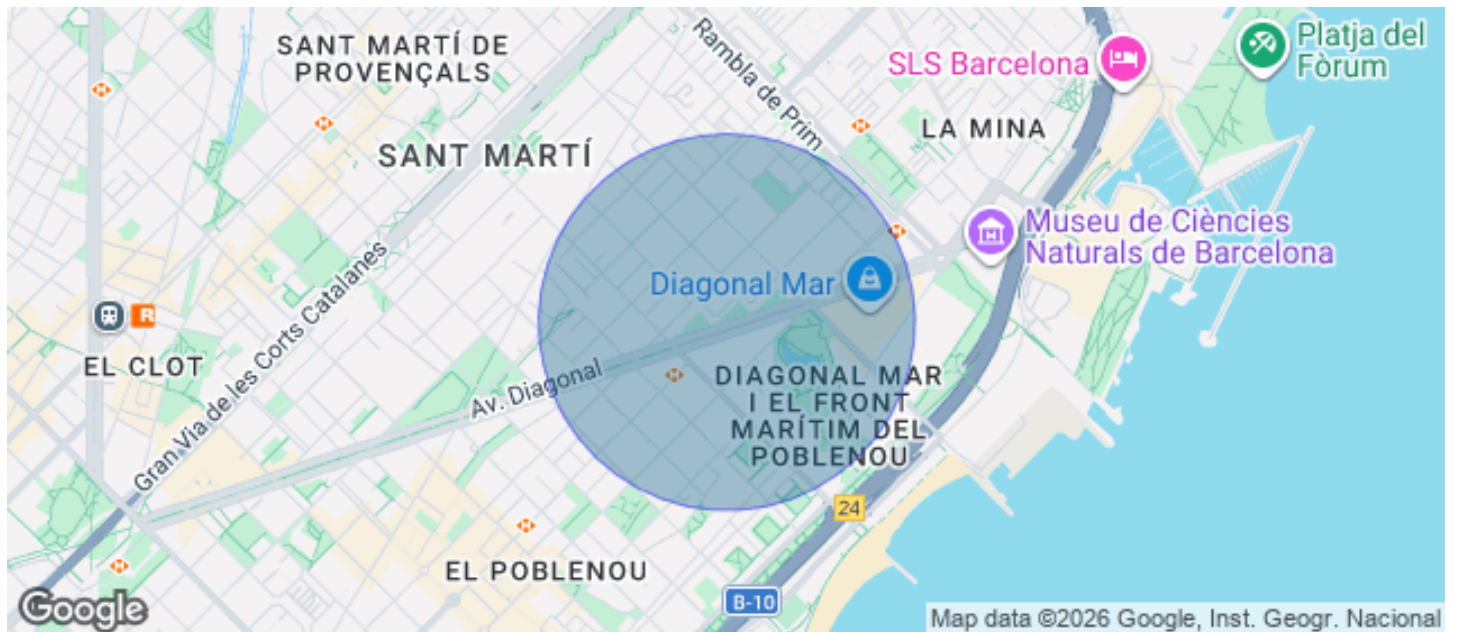 SANT MARTÍ DE
PROVENÇALS
Rambla de Prim
SLS Barcelona
Platja del
Fòrum
LA MINA
SANT MARTÍ
Museu de Ciències
Naturals de Barcelona
Diagonal Mar
Gran Via de les Corts Catalanes
R
EL CLOT
Av. Diagonal
DIAGONAL MAR
I EL FRONT
MARÍTIM DEL
POBLENOU
24
EL POBLENOU
B-10
Google
Map data ©2026 Google, Inst. Geogr. Nacional